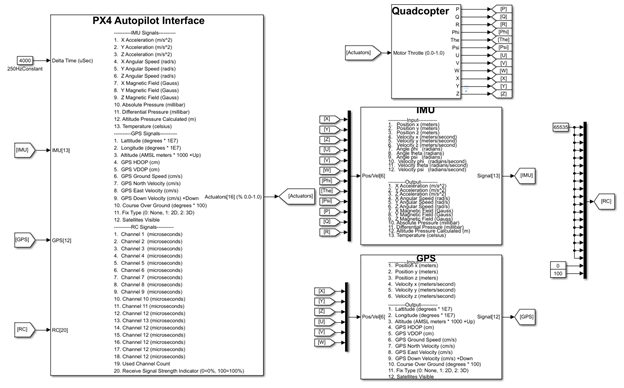 PX4 Autopilot Interface
IMU Signals
1. X Acceleration (m/s^2)
2. Y Acceleration (m/s^2)
3. Z Acceleration (m/s^2)
4. X Angular Speed (rad/s)
5. Y Angular Speed (rad/s)
6. Z Angular Speed (rad/s)
7. X Magnetic Field (Gauss)
8. Y Magnetic Field (Gauss)
9. Z Magnetic Field (Gauss)
10. Absolute Pressure (millibar)
11. Differential Pressure (millibar)
12. Altitude Pressure Calculated (m)
13. Temperature (celsius)
GPS Signals
1. Lattitude (degrees * 1E7)
2. Longitude (degrees * 1E7)
3. Altitude (AMSL meters * 1000 +Up)
4. GPS HDOP (cm)
5. GPS VDOP (cm)
6. GPS Ground Speed (cm/s)
7. GPS North Velocity (cm/s)
8. GPS East Velocity (cm/s)
9. GPS Down Velocity (cm/s) +Down
10. Course Over Ground (degrees * 100)
11. Fix Type (0: None, 1: 2D, 2: 3D)
12. Satellites Visible
RC Signals
1. Channel 1 (microseconds)
2. Channel 2 (microseconds)
3. Channel 3 (microseconds)
4. Channel 4 (microseconds)
5. Channel 5 (microseconds)
6. Channel 6 (microseconds)
7. Channel 7 (microseconds)
8. Channel 8 (microseconds)
9. Channel 9 (microseconds)
10. Channel 10 (microseconds)
11. Channel 11 (microseconds)
12. Channel 12 (microseconds)
13. Channel 12 (microseconds)
14. Channel 12 (microseconds)
15. Channel 12 (microseconds)
16. Channel 12 (microseconds)
17. Channel 12 (microseconds)
18. Channel 12 (microseconds)
19. Used Channel Count
20. Receive Signal Strength Indicator (0=0%, 100=100%)
4000
250HzConstant
Delta Time (uSec)
[IMU]
IMU[13]
[GPS]
GPS[12]
[RC]
RC[20]
Actuators[16] (% 0.0-1.0)
[Actuators]
Quadcopter
[Actuators]
Motor Throttle (0.0-1.0)
P [P]
Q [Q]
R [R]
Phi [Phi]
The [The]
Psi [Psi]
U [U]
V [V]
W [W]
X [X]
Y [Y]
Z [Z]
IMU
[X]
[Y]
[Z]
[U]
[V]
[W]
[Phi]
[The]
[Psi]
[P]
[Q]
[R]
Input
1. Position x (meters)
2. Position y (meters)
3. Position z (meters)
4. Velocity x (meters/second)
5. Velocity y (meters/second)
6. Velocity z (meters/second)
7. Angle phi (radians)
8. Angle theta (radians)
9. Angle psi (radians)
10. Velocity phi (radians/second)
11. Velocity theta (radians/second)
12. Velocity psi (radians/second)
Output
1. X Acceleration (m/s^2)
2. Y Acceleration (m/s^2)
3. Z Acceleration (m/s^2)
4. X Angular Speed (rad/s)
5. Y Angular Speed (rad/s)
6. Z Angular Speed (rad/s)
7. X Magnetic Field (Gauss)
8. Y Magnetic Field (Gauss)
9. Z Magnetic Field (Gauss)
10. Absolute Pressure (millibar)
11. Differential Pressure (millibar)
12. Altitude Pressure Calculated (m)
13. Temperature (celsius)
Pos/Vel[6]
Signal[13]
[IMU]
GPS
[X]
[Y]
[Z]
[U]
[V]
[W]
Input
1. Position x (meters)
2. Position y (meters)
3. Position z (meters)
4. Velocity x (meters/second)
5. Velocity y (meters/second)
6. Velocity z (meters/second)
Output
1. Lattitude (degrees * 1E7)
2. Longitude (degrees * 1E7)
3. Altitude (AMSL meters * 1000 +Up)
4. GPS HDOP (cm)
5. GPS VDOP (cm)
6. GPS Ground Speed (cm/s)
7. GPS North Velocity (cm/s)
8. GPS East Velocity (cm/s)
9. GPS Down Velocity (cm/s) +Down
10. Course Over Ground (degrees * 100)
11. Fix Type (0: None, 1: 2D, 2: 3D)
12. Satellites Visible
Pos/Vel[6]
Signal[12]
[GPS]
65535
0
100
[RC]